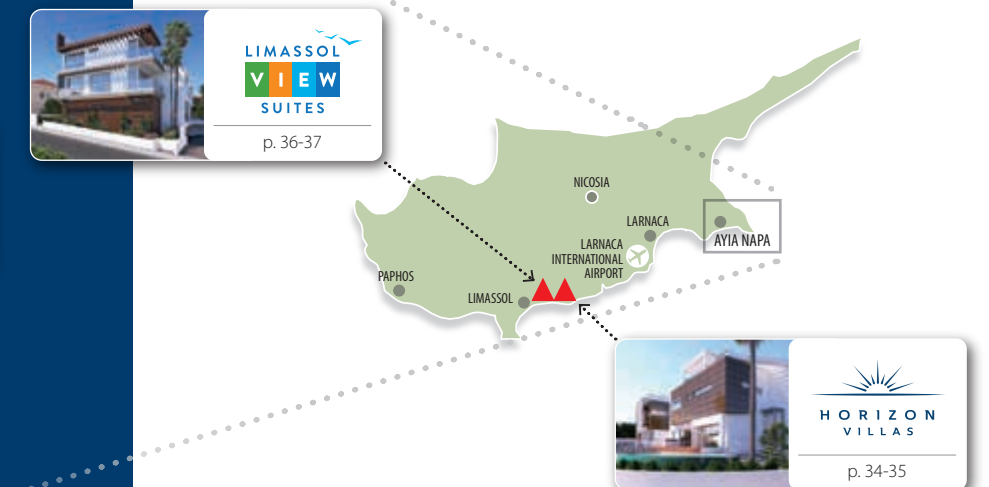 LIMASSOL
VIEW
SUITES
p. 36-37
NICOSIA
LARNACA
LARNACA
INTERNATIONAL
AIRPORT
AYIA NAPA
PAPHOS
LIMASSOL
HORIZON
VILLAS
p. 34-35